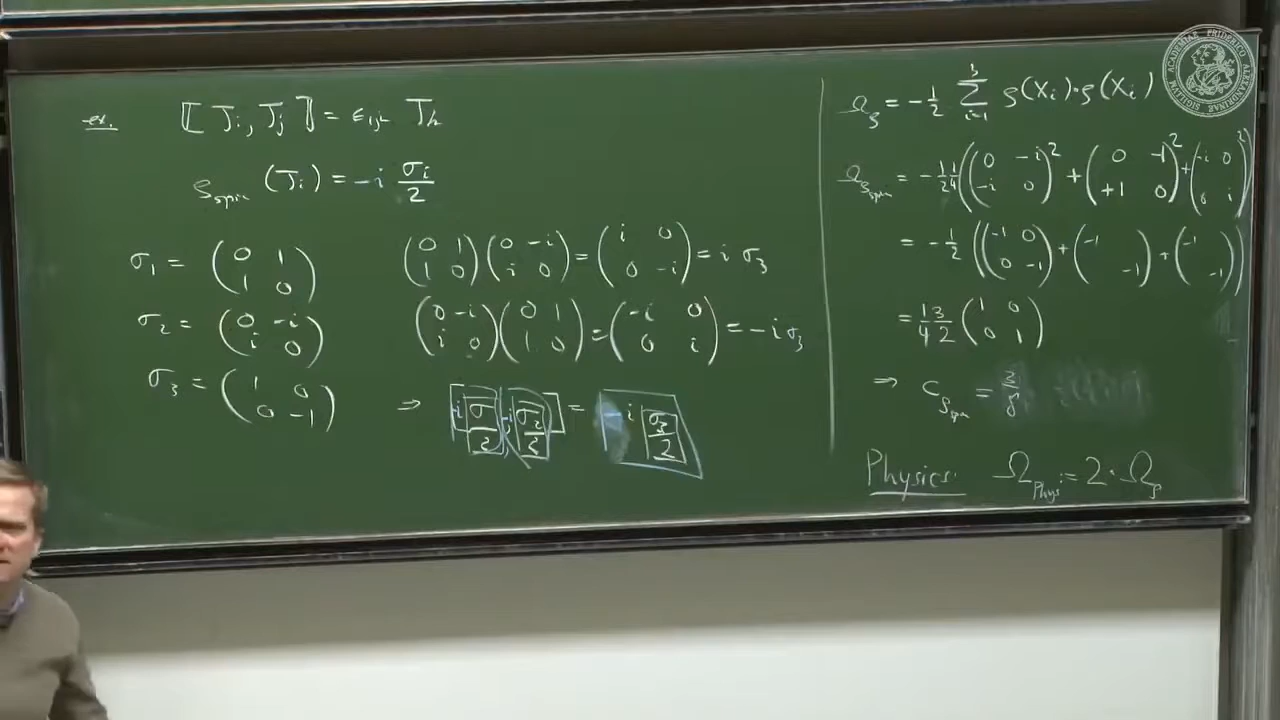 ex. ⟦ J_i, J_j ⟧ = ε_ijk J_k
ρ_spin (J_i) = -i σ_i/2
σ_1 = (0 1; 1 0)
σ_2 = (0 -i; i 0)
σ_3 = (1 0; 0 -1)
(0 1; 1 0)(0 -i; i 0) = (i 0; 0 -i) = i σ_3
(0 -i; i 0)(0 1; 1 0) = (-i 0; 0 i) = -i σ_3
⇒ [-i σ/2, -i σ_2/2] = -i σ_3/2
Ω_ρ = -1/2 Σ_{i=1}^{3} ρ(X_i)·ρ(X_i)
Ω_ρspin = -1/2 1/4 ((0 -i; -i 0)^2 + (0 -1; +1 0)^2 + (-i 0; 0 i)^2)
= -1/2 ((-1 0; 0 -1) + (-1 ; -1) + (-1 ; -1))
= 1/4 3/2 (1 0; 0 1)
⇒ C_ρspin = 3/8
Physics: Ω_Phys := 2·Ω_ρ
ACADEMIAE FRIDERICO ALEXANDRINAE SIGILLUM